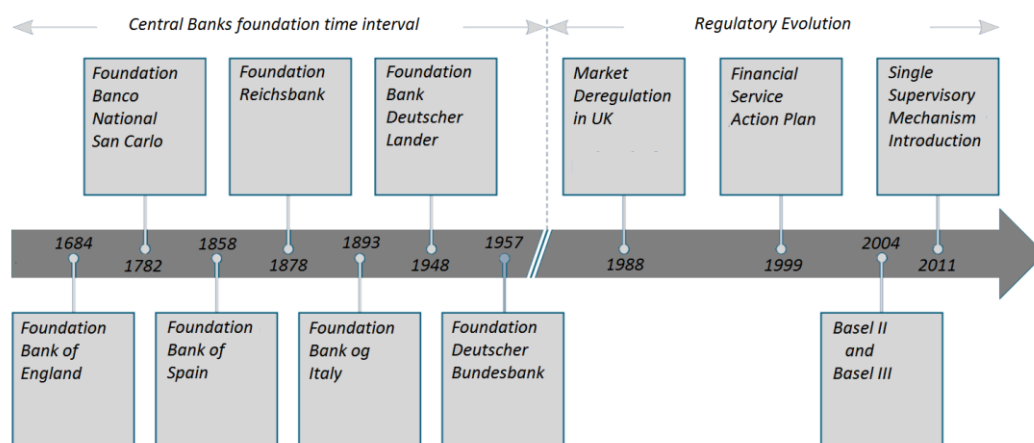 Central Banks foundation time interval
Regulatory Evolution
Foundation
Banco
National
San Carlo
Foundation
Reichsbank
Foundation
Bank
Deutscher
Lander
Market
Deregulation
in UK
Financial
Service
Action Plan
Single
Supervisory
Mechanism
Introduction
1684
1782
1858
1878
1893
1948
1957
1988
1999
2004
2011
Foundation
Bank of
England
Foundation
Bank of
Spain
Foundation
Bank og
Italy
Foundation
Deutscher
Bundesbank
Basel II
and
Basel III